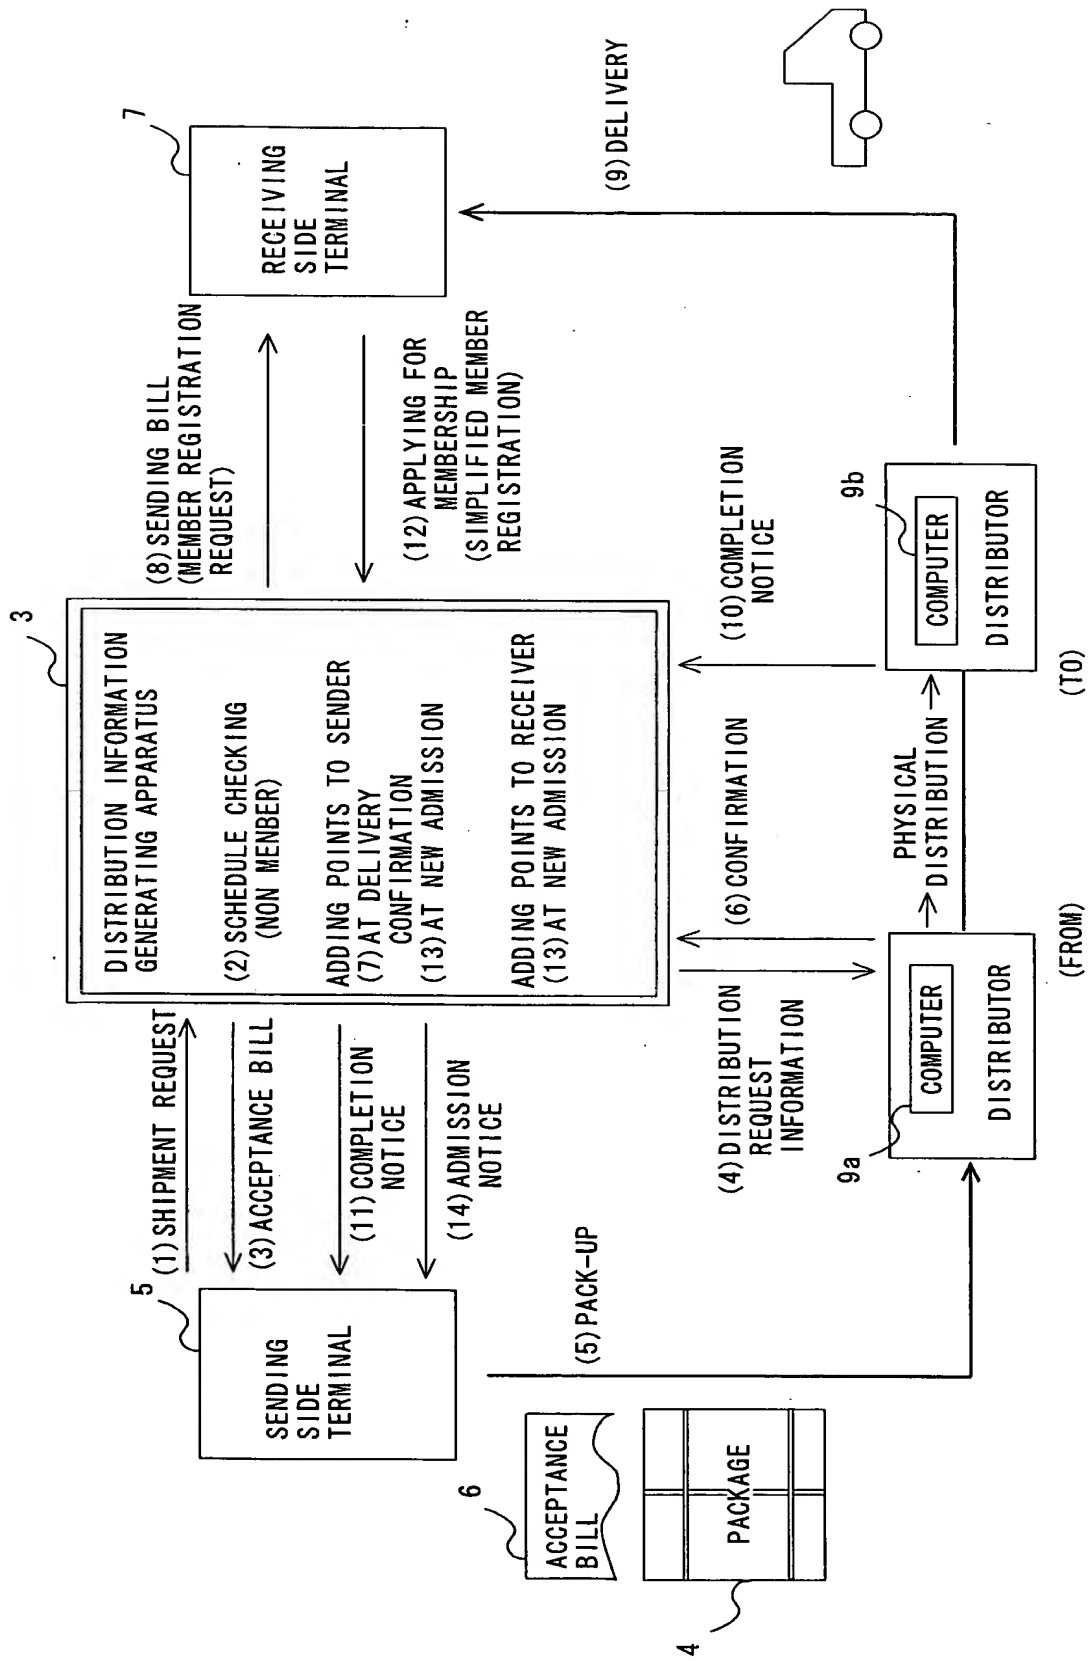 3
DISTRIBUTION INFORMATION
GENERATING APPARATUS
(2)SCHEDULE CHECKING
(NON MENBER)
ADDING POINTS TO SENDER
(7)AT DELIVERY
CONFIRMATION
(13)AT NEW ADMISSION
ADDING POINTS TO RECEIVER
(13)AT NEW ADMISSION
5
SENDING
SIDE
TERMINAL
(1)SHIPMENT REQUEST
(3)ACCEPTANCE BILL
(11)COMPLETION
NOTICE
(14)ADMISSION
NOTICE
7
RECEIVING
SIDE
TERMINAL
(8)SENDING BILL
(MEMBER REGISTRATION
REQUEST)
(12)APPLYING FOR
MEMBERSHIP
(SIMPLIFIED MEMBER
REGISTRATION)
6
ACCEPTANCE
BILL
PACKAGE
4
(5)PACK-UP
(4)DISTRIBUTION
REQUEST
INFORMATION
(6)CONFIRMATION
(10)COMPLETION
NOTICE
(9)DELIVERY
9a
COMPUTER
DISTRIBUTOR
(FROM)
PHYSICAL
DISTRIBUTION
9b
COMPUTER
DISTRIBUTOR
(TO)